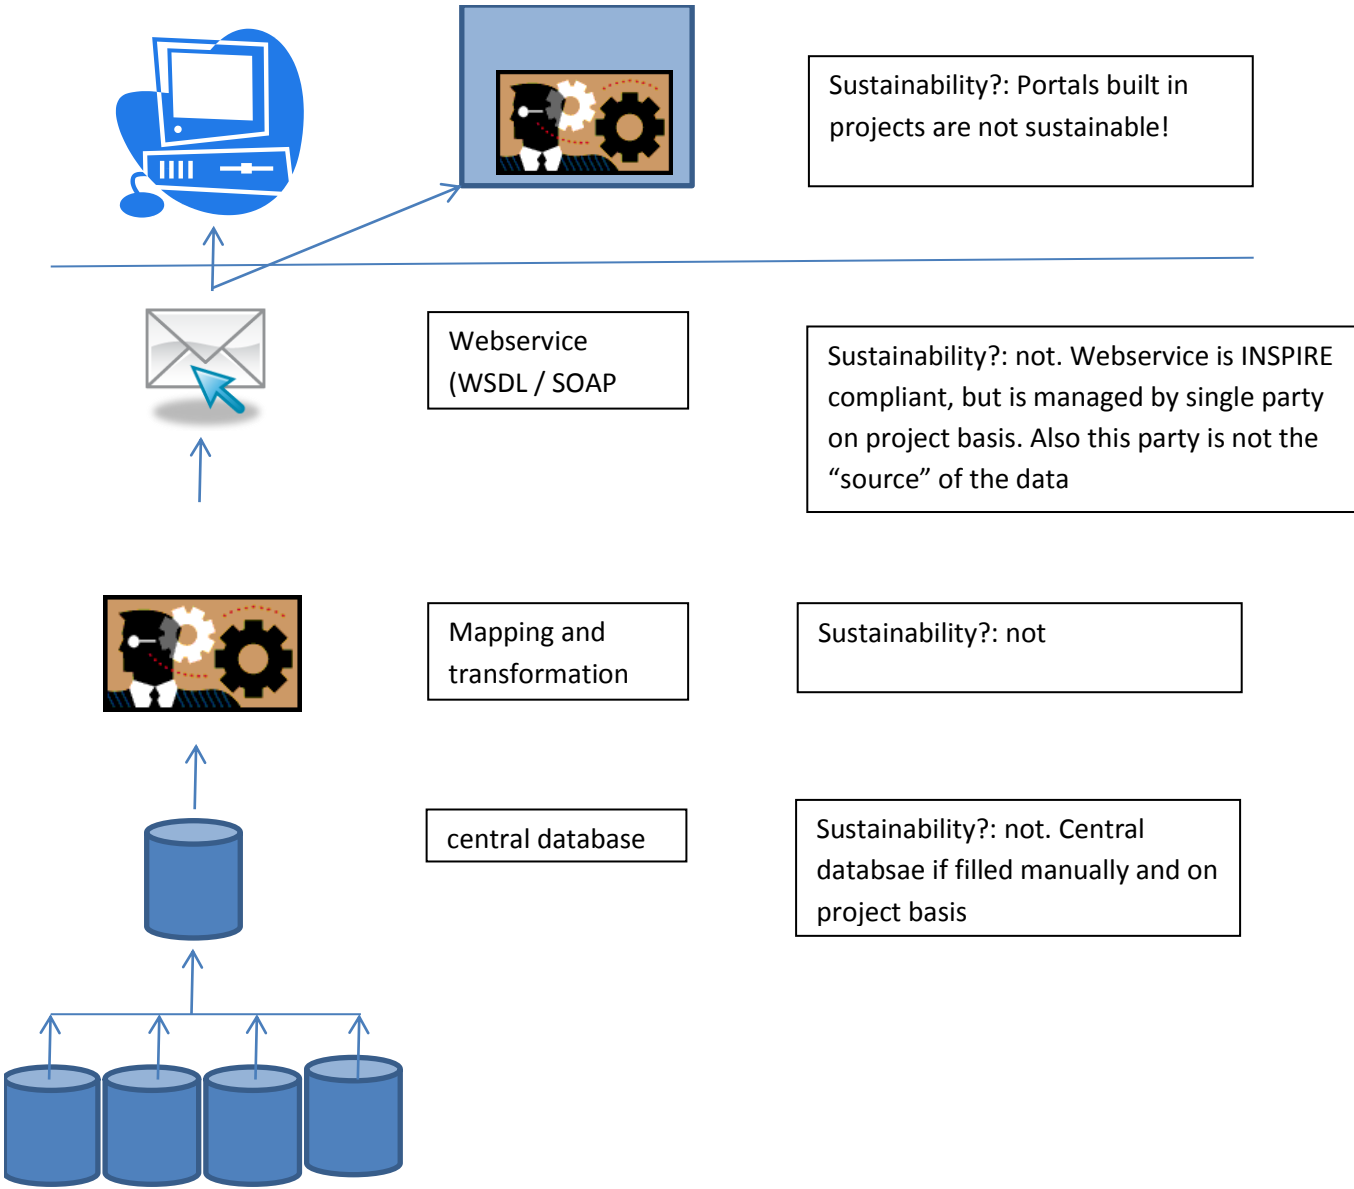 Sustainability?: Portals built in
projects are not sustainable!
Webservice
(WSDL / SOAP
Sustainability?: not. Webservice is INSPIRE
compliant, but is managed by single party
on project basis. Also this party is not the
“source” of the data
Mapping and
transformation
Sustainability?: not
central database
Sustainability?: not. Central
databsae if filled manually and on
project basis